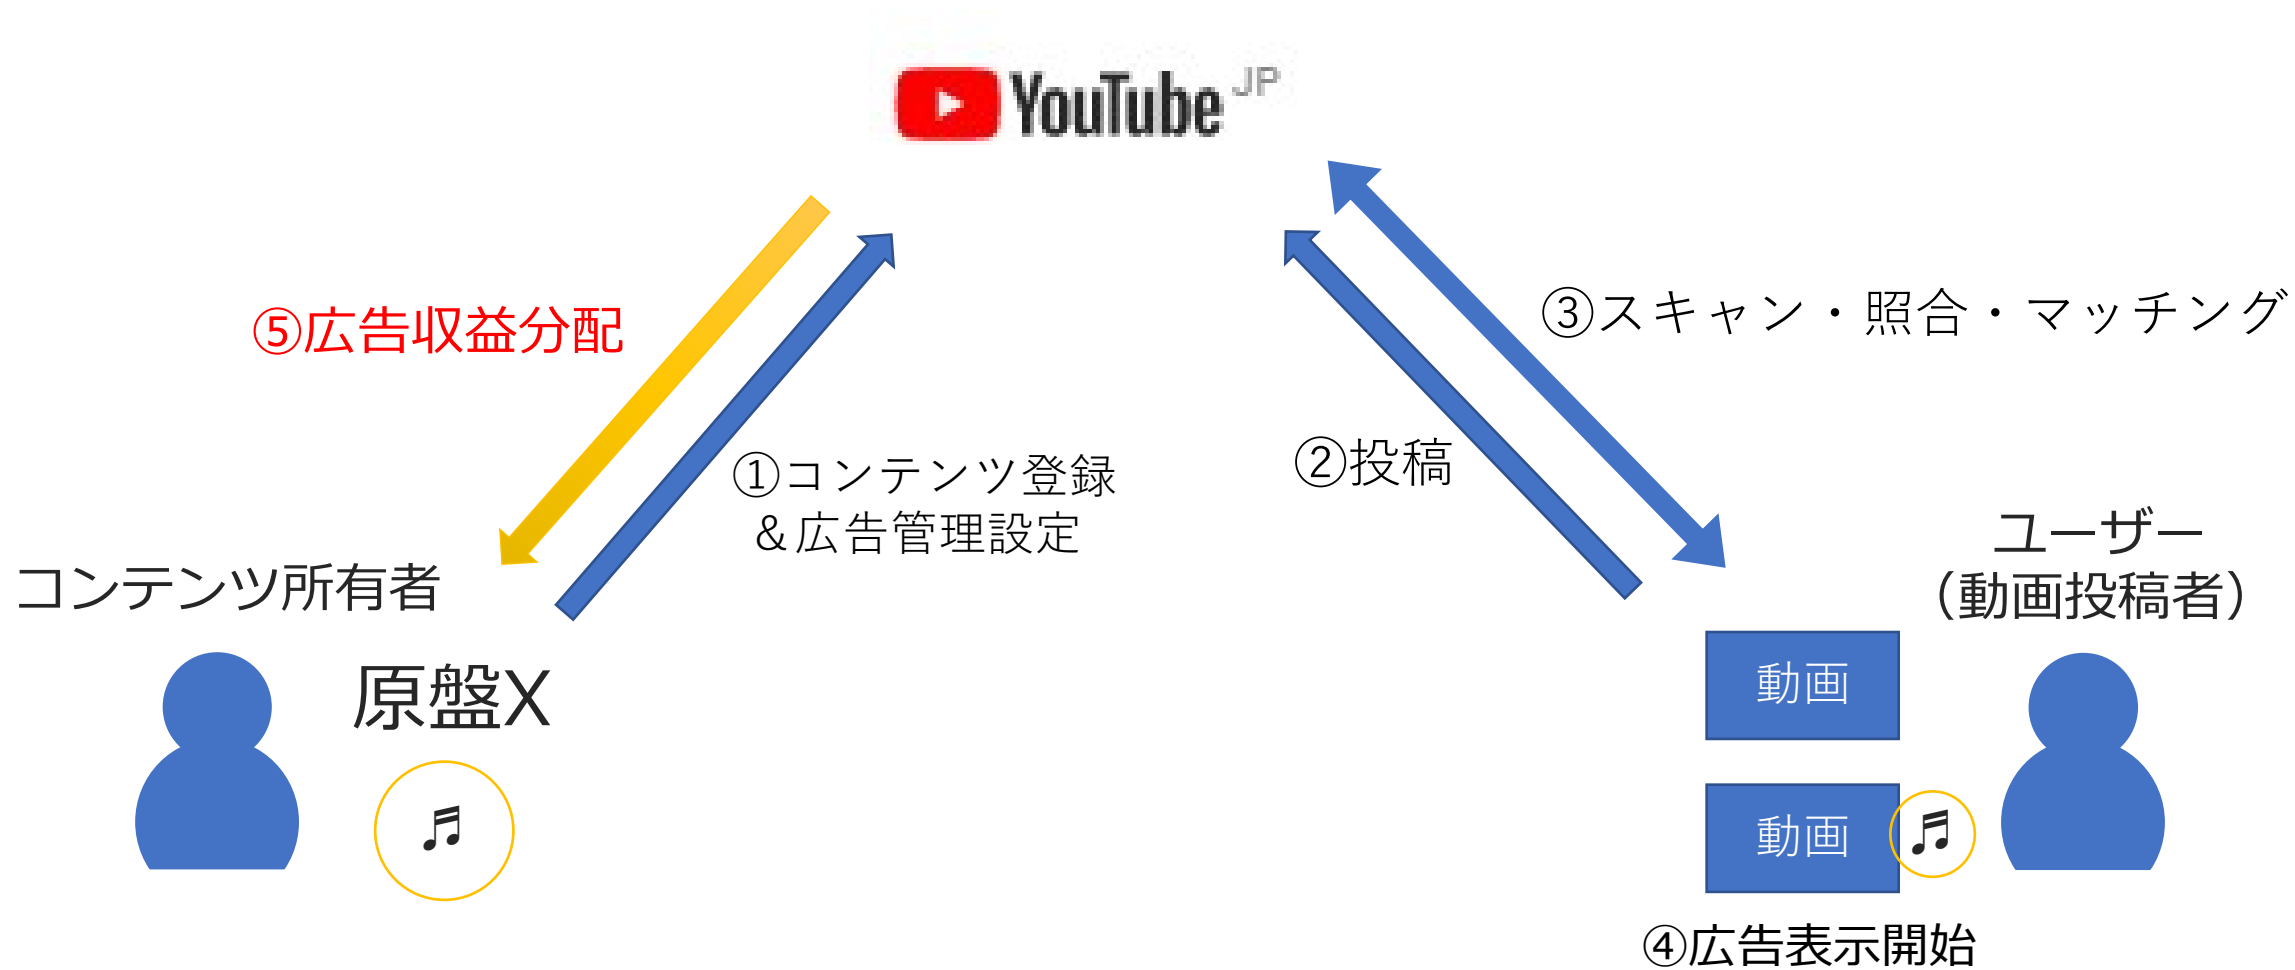 YouTube JP
⑤広告収益分配
③スキャン・照合・マッチング
①コンテンツ登録
＆広告管理設定
②投稿
コンテンツ所有者
原盤X
ユーザー
（動画投稿者）
動画
動画
④広告表示開始